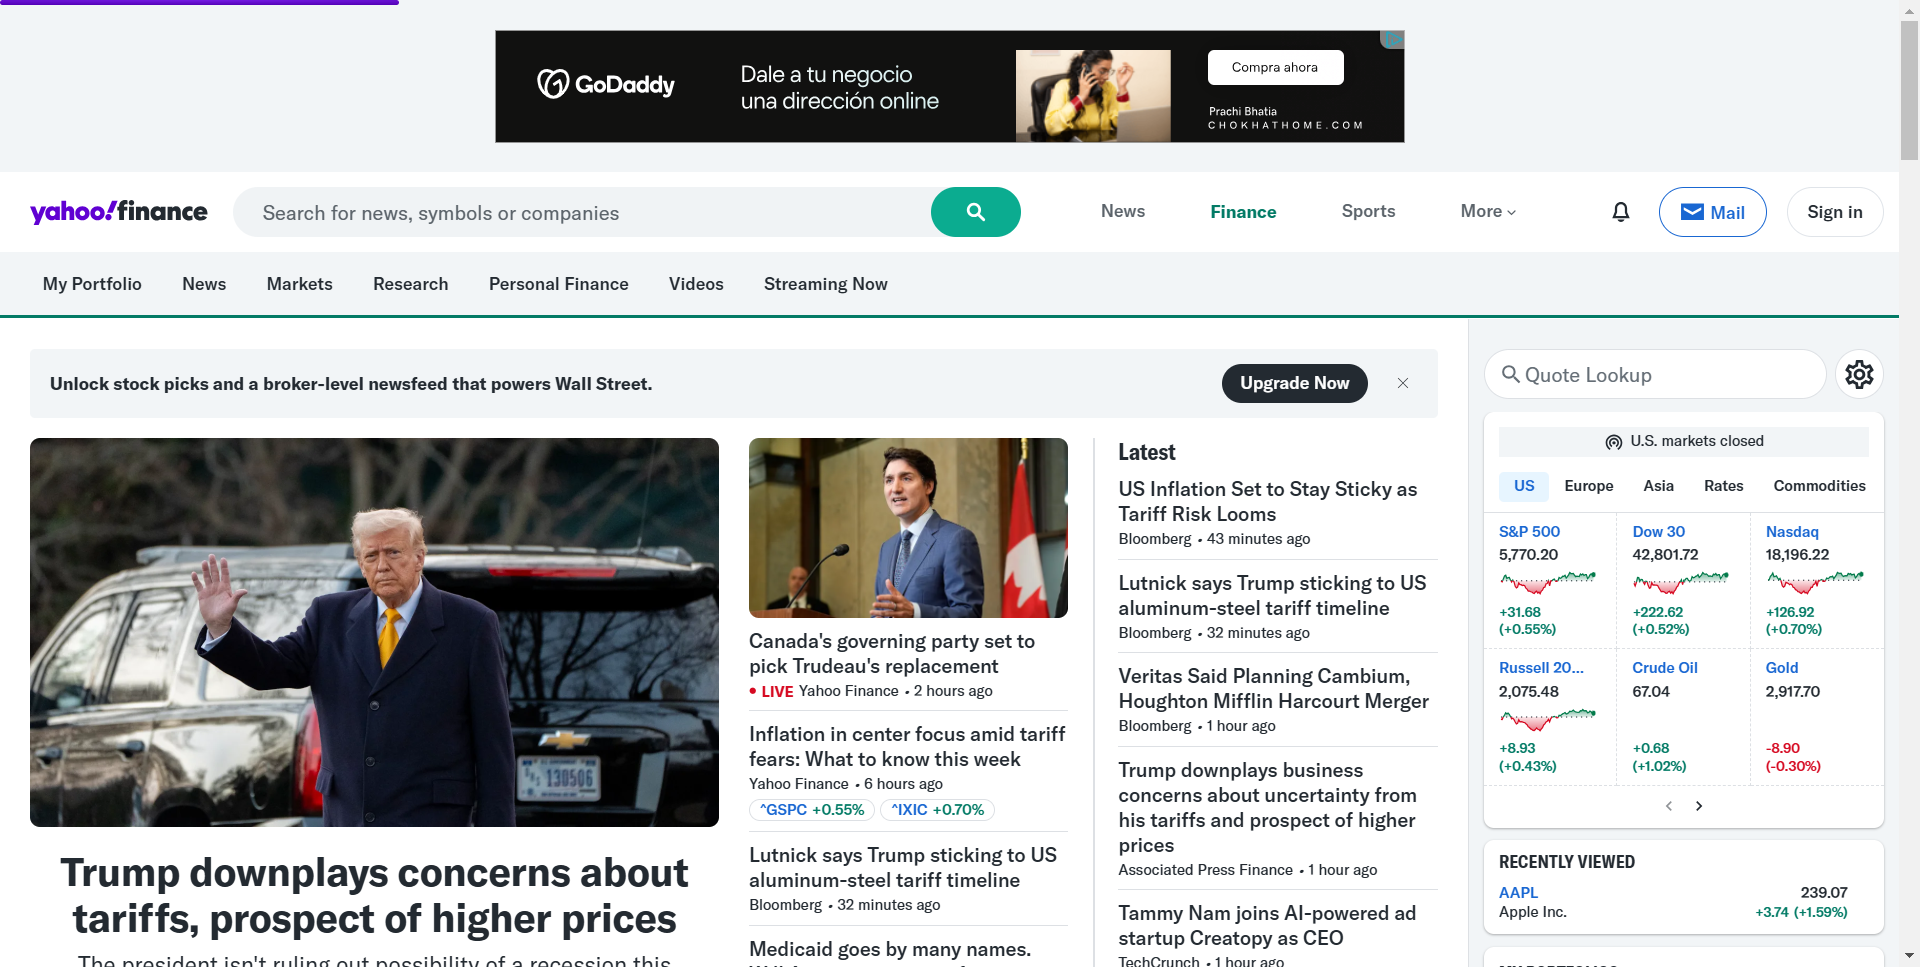 GoDaddy
Dale a tu negocio
una dirección online
Compra ahora
Prachi Bhatia
CHOKHATHOME.COM
yahoo!finance
Search for news, symbols or companies
News
Finance
Sports
More
Mail
Sign in
My Portfolio
News
Markets
Research
Personal Finance
Videos
Streaming Now
Unlock stock picks and a broker-level newsfeed that powers Wall Street.
Upgrade Now
Trump downplays concerns about
tariffs, prospect of higher prices
The president isn't ruling out possibility of a recession this
Canada's governing party set to
pick Trudeau's replacement
• LIVE Yahoo Finance • 2 hours ago
Inflation in center focus amid tariff
fears: What to know this week
Yahoo Finance • 6 hours ago
^GSPC +0.55%
^IXIC +0.70%
Lutnick says Trump sticking to US
aluminum-steel tariff timeline
Bloomberg • 32 minutes ago
Medicaid goes by many names.
Latest
US Inflation Set to Stay Sticky as
Tariff Risk Looms
Bloomberg • 43 minutes ago
Lutnick says Trump sticking to US
aluminum-steel tariff timeline
Bloomberg • 32 minutes ago
Veritas Said Planning Cambium,
Houghton Mifflin Harcourt Merger
Bloomberg • 1 hour ago
Trump downplays business
concerns about uncertainty from
his tariffs and prospect of higher
prices
Associated Press Finance • 1 hour ago
Tammy Nam joins AI-powered ad
startup Creatopy as CEO
TechCrunch • 1 hour ago
Quote Lookup
U.S. markets closed
US
Europe
Asia
Rates
Commodities
S&P 500
5,770.20
+31.68
(+0.55%)
Dow 30
42,801.72
+222.62
(+0.52%)
Nasdaq
18,196.22
+126.92
(+0.70%)
Russell 20...
2,075.48
+8.93
(+0.43%)
Crude Oil
67.04
+0.68
(+1.02%)
Gold
2,917.70
-8.90
(-0.30%)
RECENTLY VIEWED
AAPL 239.07
Apple Inc. +3.74 (+1.59%)